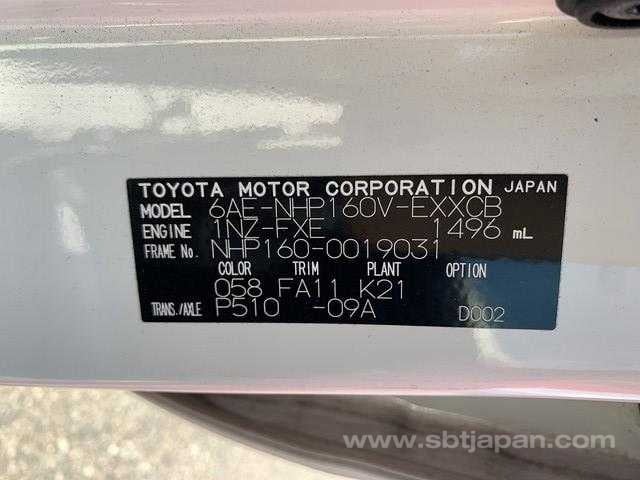 TOYOTA MOTOR CORPORATION JAPAN
MODEL 6AE-NHP160V-EXXCB
ENGINE 1NZ-FXE 1496 mL
FRAME No. NHP160-0019031
COLOR TRIM PLANT OPTION
058 FA11 K21
TRANS./AXLE P510 -09A D002
www.sbtjapan.com